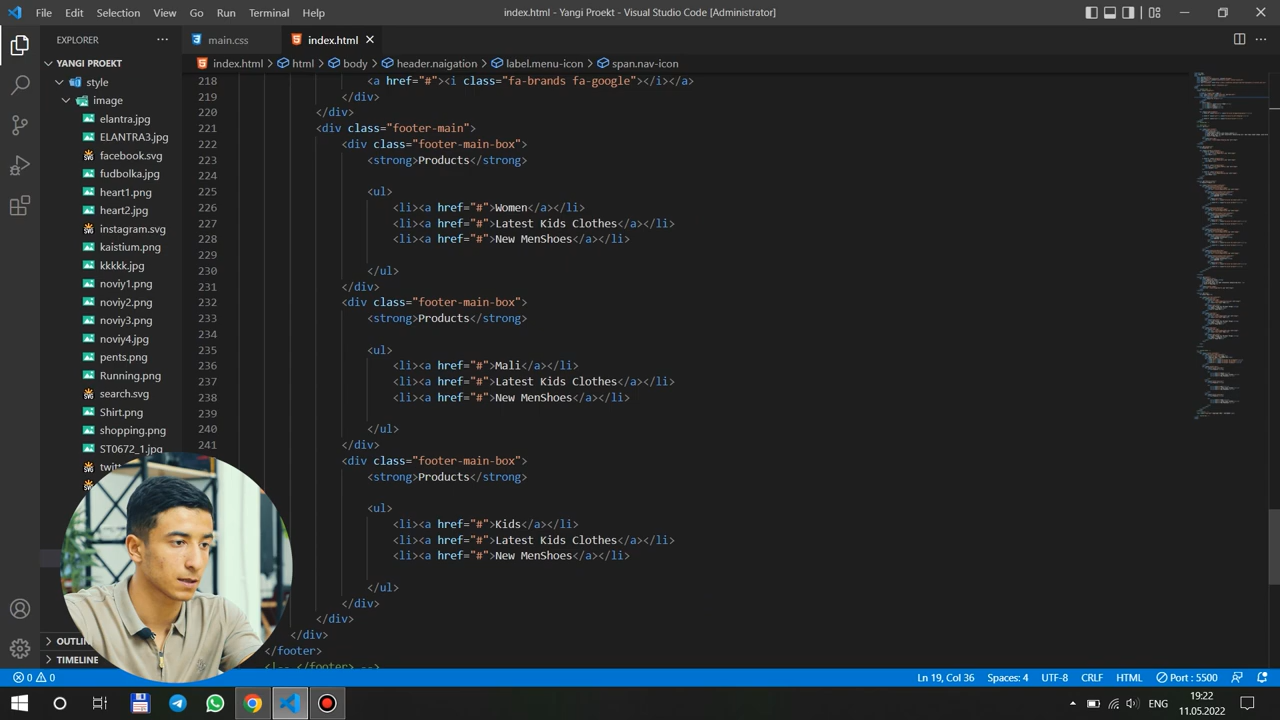 File Edit Selection View Go Run Terminal Help index.html - Yangi Proekt - Visual Studio Code [Administrator]
EXPLORER
main.css
index.html
YANGI PROEKT
style
image
elantra.jpg
ELANTRA3.jpg
facebook.svg
fudbolka.jpg
heart1.png
heart2.jpg
instagram.svg
kaistium.png
kkkkk.jpg
noviy1.png
noviy2.png
noviy3.png
noviy4.jpg
pents.png
Running.png
search.svg
Shirt.png
shopping.png
ST0672_1.jpg
twitt
OUTLI
TIMELINE
index.html > html > body > header.naigation > label.menu-icon > span.nav-icon
218 <a href="#"><i class="fa-brands fa-google"></i></a>
219 </div>
220 </div>
221 <div class="footer-main">
222 <div class="footer-main-box">
223 <strong>Products</strong>
224
225 <ul>
226 <li><a href="#">Women</a></li>
227 <li><a href="#">Latest Kids Clothes</a></li>
228 <li><a href="#">New MenShoes</a></li>
229
230 </ul>
231 </div>
232 <div class="footer-main-box">
233 <strong>Products</strong>
234
235 <ul>
236 <li><a href="#">Mali</a></li>
237 <li><a href="#">Latest Kids Clothes</a></li>
238 <li><a href="#">New MenShoes</a></li>
239
240 </ul>
241 </div>
<div class="footer-main-box">
<strong>Products</strong>
<ul>
<li><a href="#">Kids</a></li>
<li><a href="#">Latest Kids Clothes</a></li>
<li><a href="#">New MenShoes</a></li>
</ul>
</div>
</div>
</div>
</footer>
<!-- </footer> -->
0 0 Ln 19, Col 36 Spaces: 4 UTF-8 CRLF HTML Port : 5500
ENG 19:22
11.05.2022